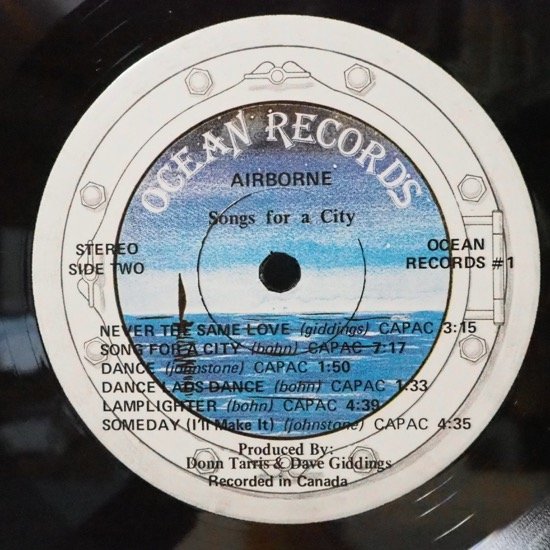 OCEAN RECORDS
AIRBORNE
Songs for a City
STEREO
SIDE TWO
OCEAN
RECORDS #1
NEVER THE SAME LOVE (giddings) CAPAC 3:15
SONG FOR A CITY (bohn) CAPAC 7:17
DANCE (johnstone) CAPAC 1:50
DANCE LADS DANCE (bohn) CAPAC 1:33
LAMPLIGHTER (bohn) CAPAC 4:39
SOMEDAY (I'll Make It) (johnstone) CAPAC 4:35
Produced By:
Donn Tarris & Dave Giddings
Recorded in Canada